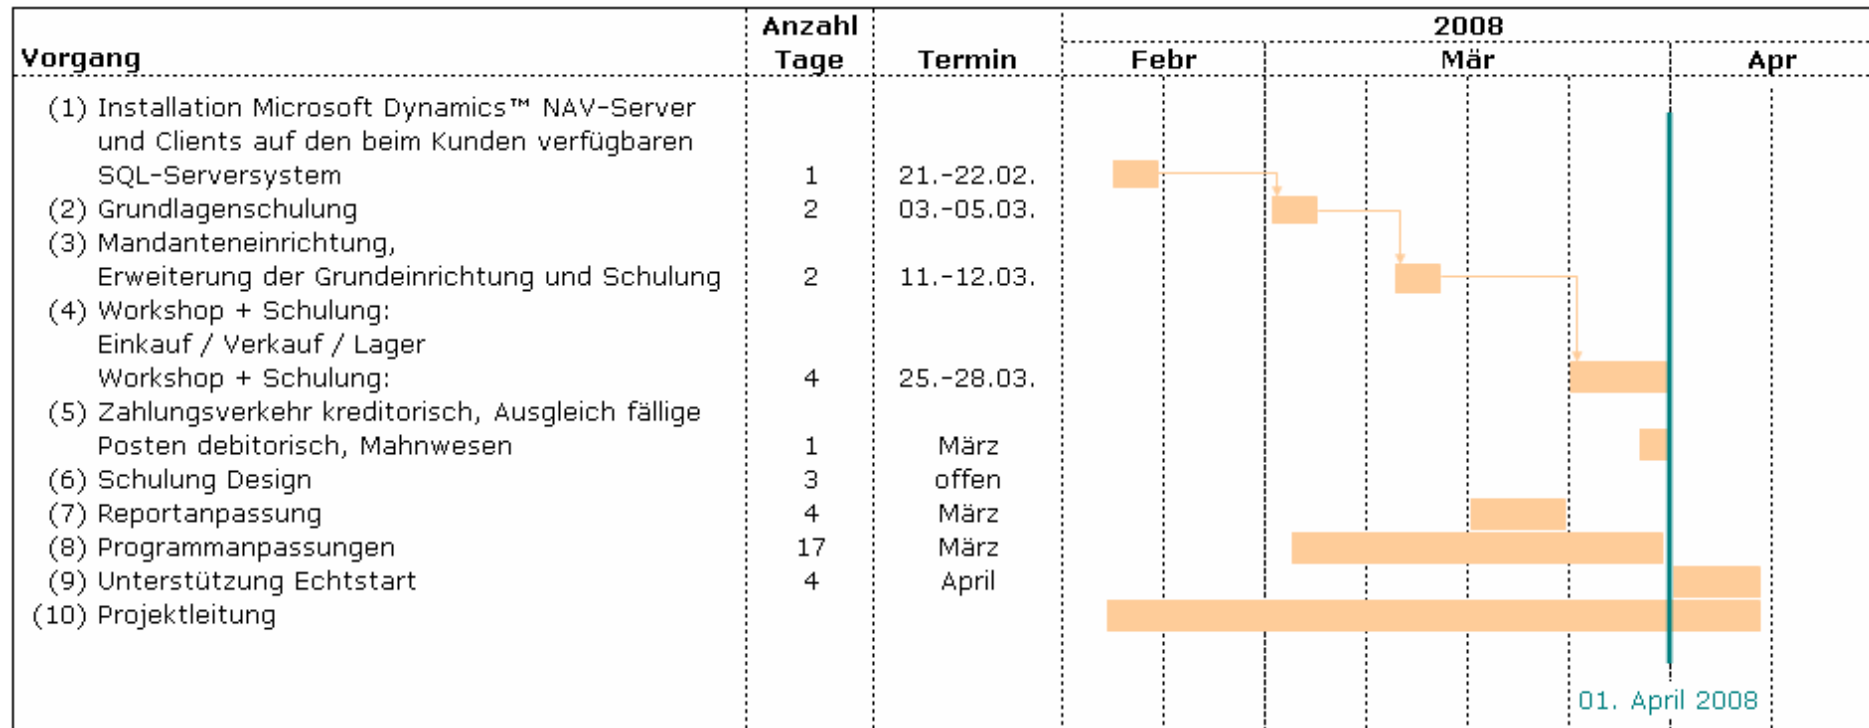 Anzahl 2008
Vorgang Tage Termin Febr Mär Apr
(1) Installation Microsoft Dynamics™ NAV-Server
und Clients auf den beim Kunden verfügbaren
SQL-Serversystem 1 21.-22.02.
(2) Grundlagenschulung 2 03.-05.03.
(3) Mandanteneinrichtung,
Erweiterung der Grundeinrichtung und Schulung 2 11.-12.03.
(4) Workshop + Schulung:
Einkauf / Verkauf / Lager
Workshop + Schulung: 4 25.-28.03.
(5) Zahlungsverkehr kreditorisch, Ausgleich fällige
Posten debitorisch, Mahnwesen 1 März
(6) Schulung Design 3 offen
(7) Reportanpassung 4 März
(8) Programmanpassungen 17 März
(9) Unterstützung Echtstart 4 April
(10) Projektleitung
01. April 2008